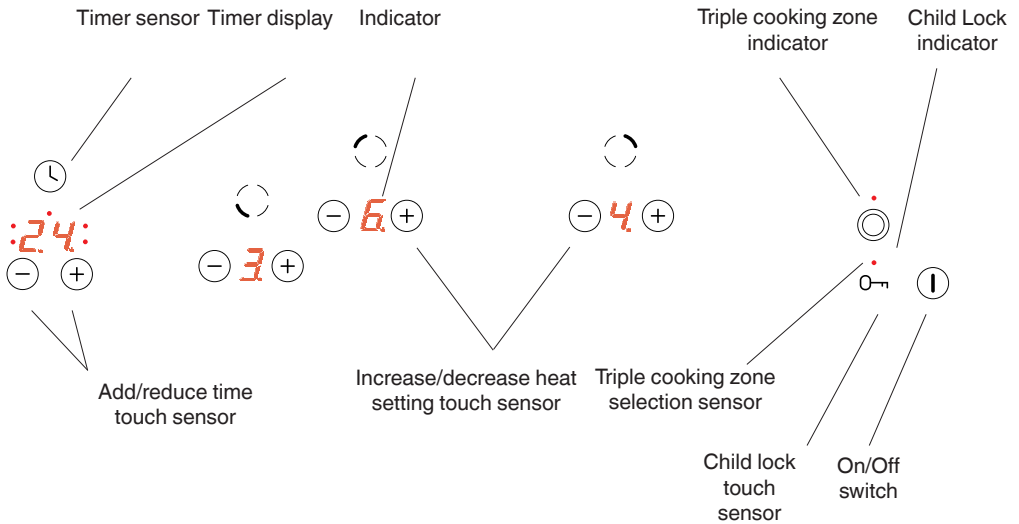 Timer sensor Timer display Indicator
Triple cooking zone
indicator
Child Lock
indicator
2.4.
3.
6.
4.
Add/reduce time
touch sensor
Increase/decrease heat
setting touch sensor
Triple cooking zone
selection sensor
Child lock
touch
sensor
On/Off
switch